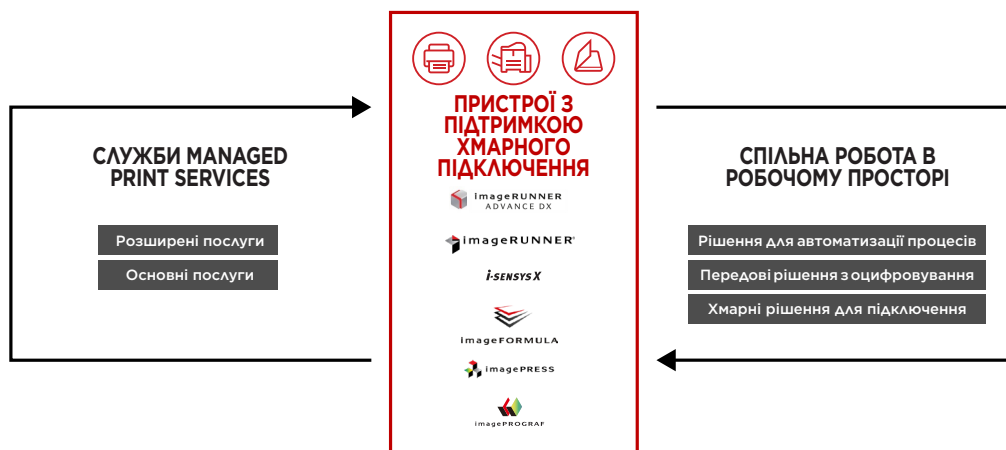 СЛУЖБИ MANAGED
PRINT SERVICES
Розширені послуги
Основні послуги
ПРИСТРОЇ З
ПІДТРИМКОЮ
ХМАРНОГО
ПІДКЛЮЧЕННЯ
imageRUNNER
ADVANCE DX
imageRUNNER®
i-SENSYS X
imageFORMULA
imagePRESS
imagePROGRAF
СПІЛЬНА РОБОТА В
РОБОЧОМУ ПРОСТОРІ
Рішення для автоматизації процесів
Передові рішення з оцифровування
Хмарні рішення для підключення